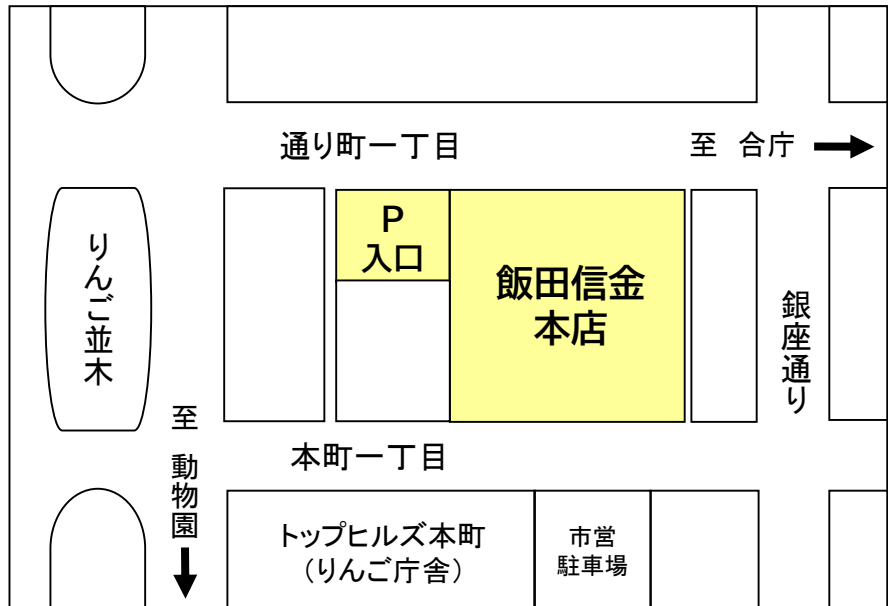 通り町一丁目
至 合庁
P
入口
飯田信金
本店
りんご並木
銀座通り
至 動物園
本町一丁目
トップヒルズ本町
(りんご庁舎)
市営
駐車場